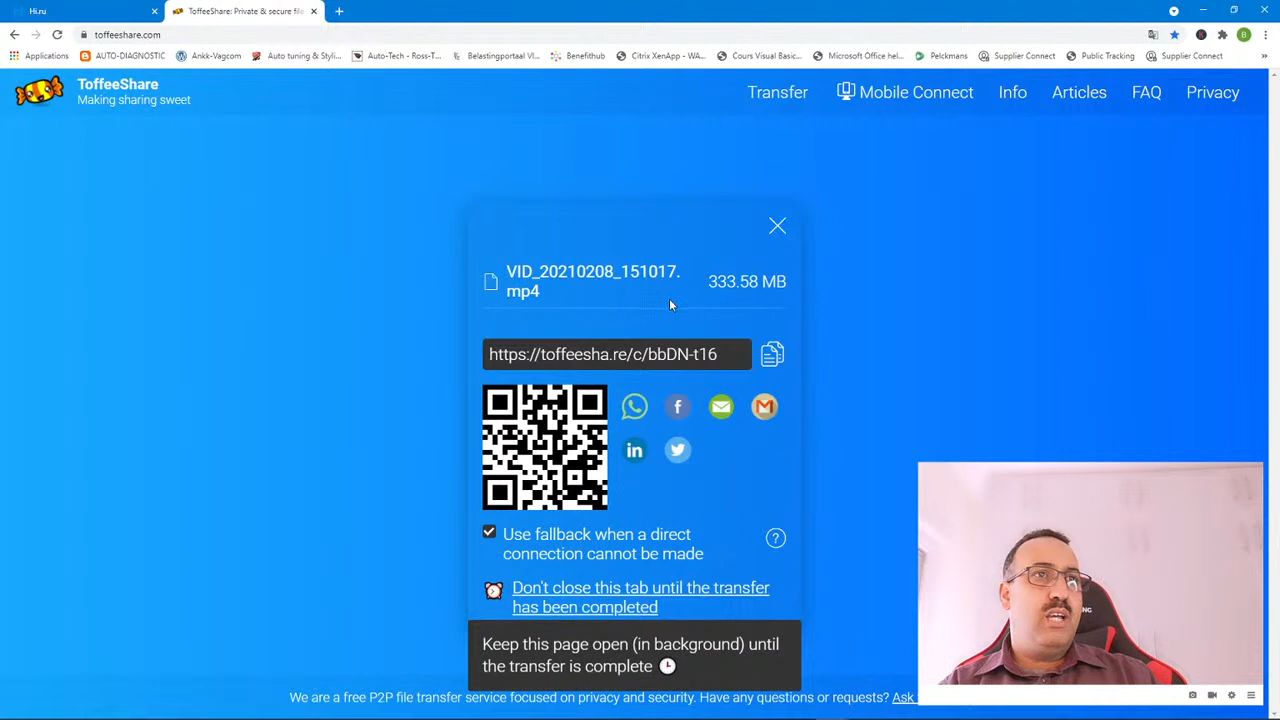 Hi.ru
ToffeeShare: Private & secure file
toffeeshare.com
Applications
AUTO-DIAGNOSTIC
Ankk-Vagcom
Auto tuning & Styli...
Auto-Tech - Ross-T...
Belastingportaal Vl...
Benefithub
Citrix XenApp - WA...
Cours Visual Basic...
Microsoft Office hel...
Pelckmans
Supplier Connect
Public Tracking
Supplier Connect
B
ToffeeShare
Making sharing sweet
Transfer
Mobile Connect
Info
Articles
FAQ
Privacy
VID_20210208_151017.
mp4
333.58 MB
https://toffeesha.re/c/bbDN-t16
Use fallback when a direct
connection cannot be made
Don't close this tab until the transfer
has been completed
Keep this page open (in background) until
the transfer is complete
We are a free P2P file transfer service focused on privacy and security. Have any questions or requests? Ask